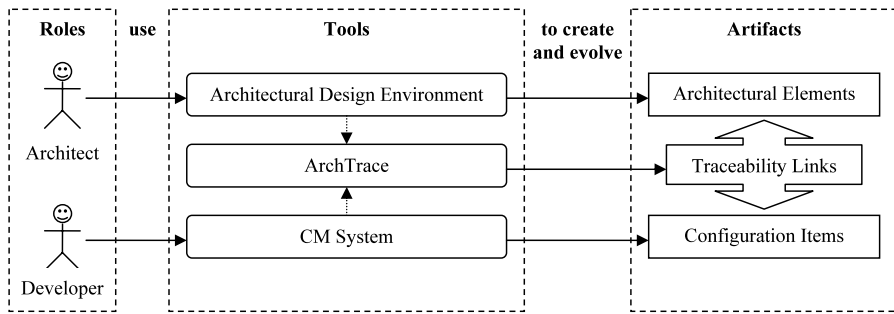 Roles
use
Tools
to create
and evolve
Artifacts
Architect
Architectural Design Environment
Architectural Elements
ArchTrace
Traceability Links
Developer
CM System
Configuration Items